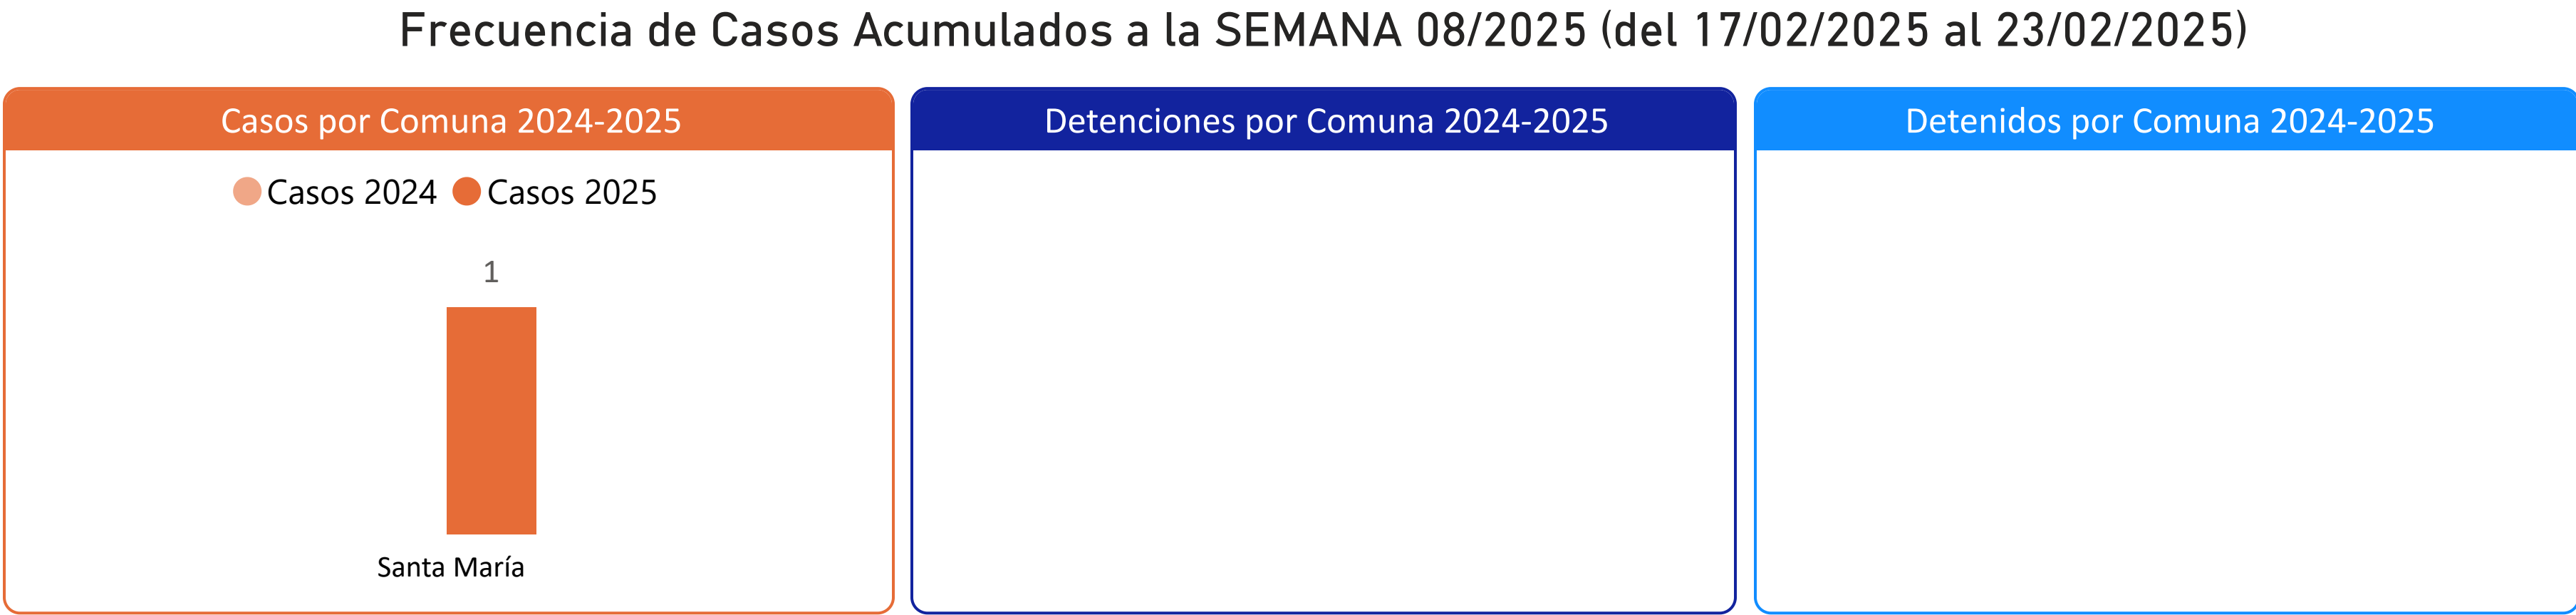 Frecuencia de Casos Acumulados a la SEMANA 08/2025 (del 17/02/2025 al 23/02/2025)
Casos por Comuna 2024-2025
Casos 2024 Casos 2025
1
Santa María
Detenciones por Comuna 2024-2025
Detenidos por Comuna 2024-2025